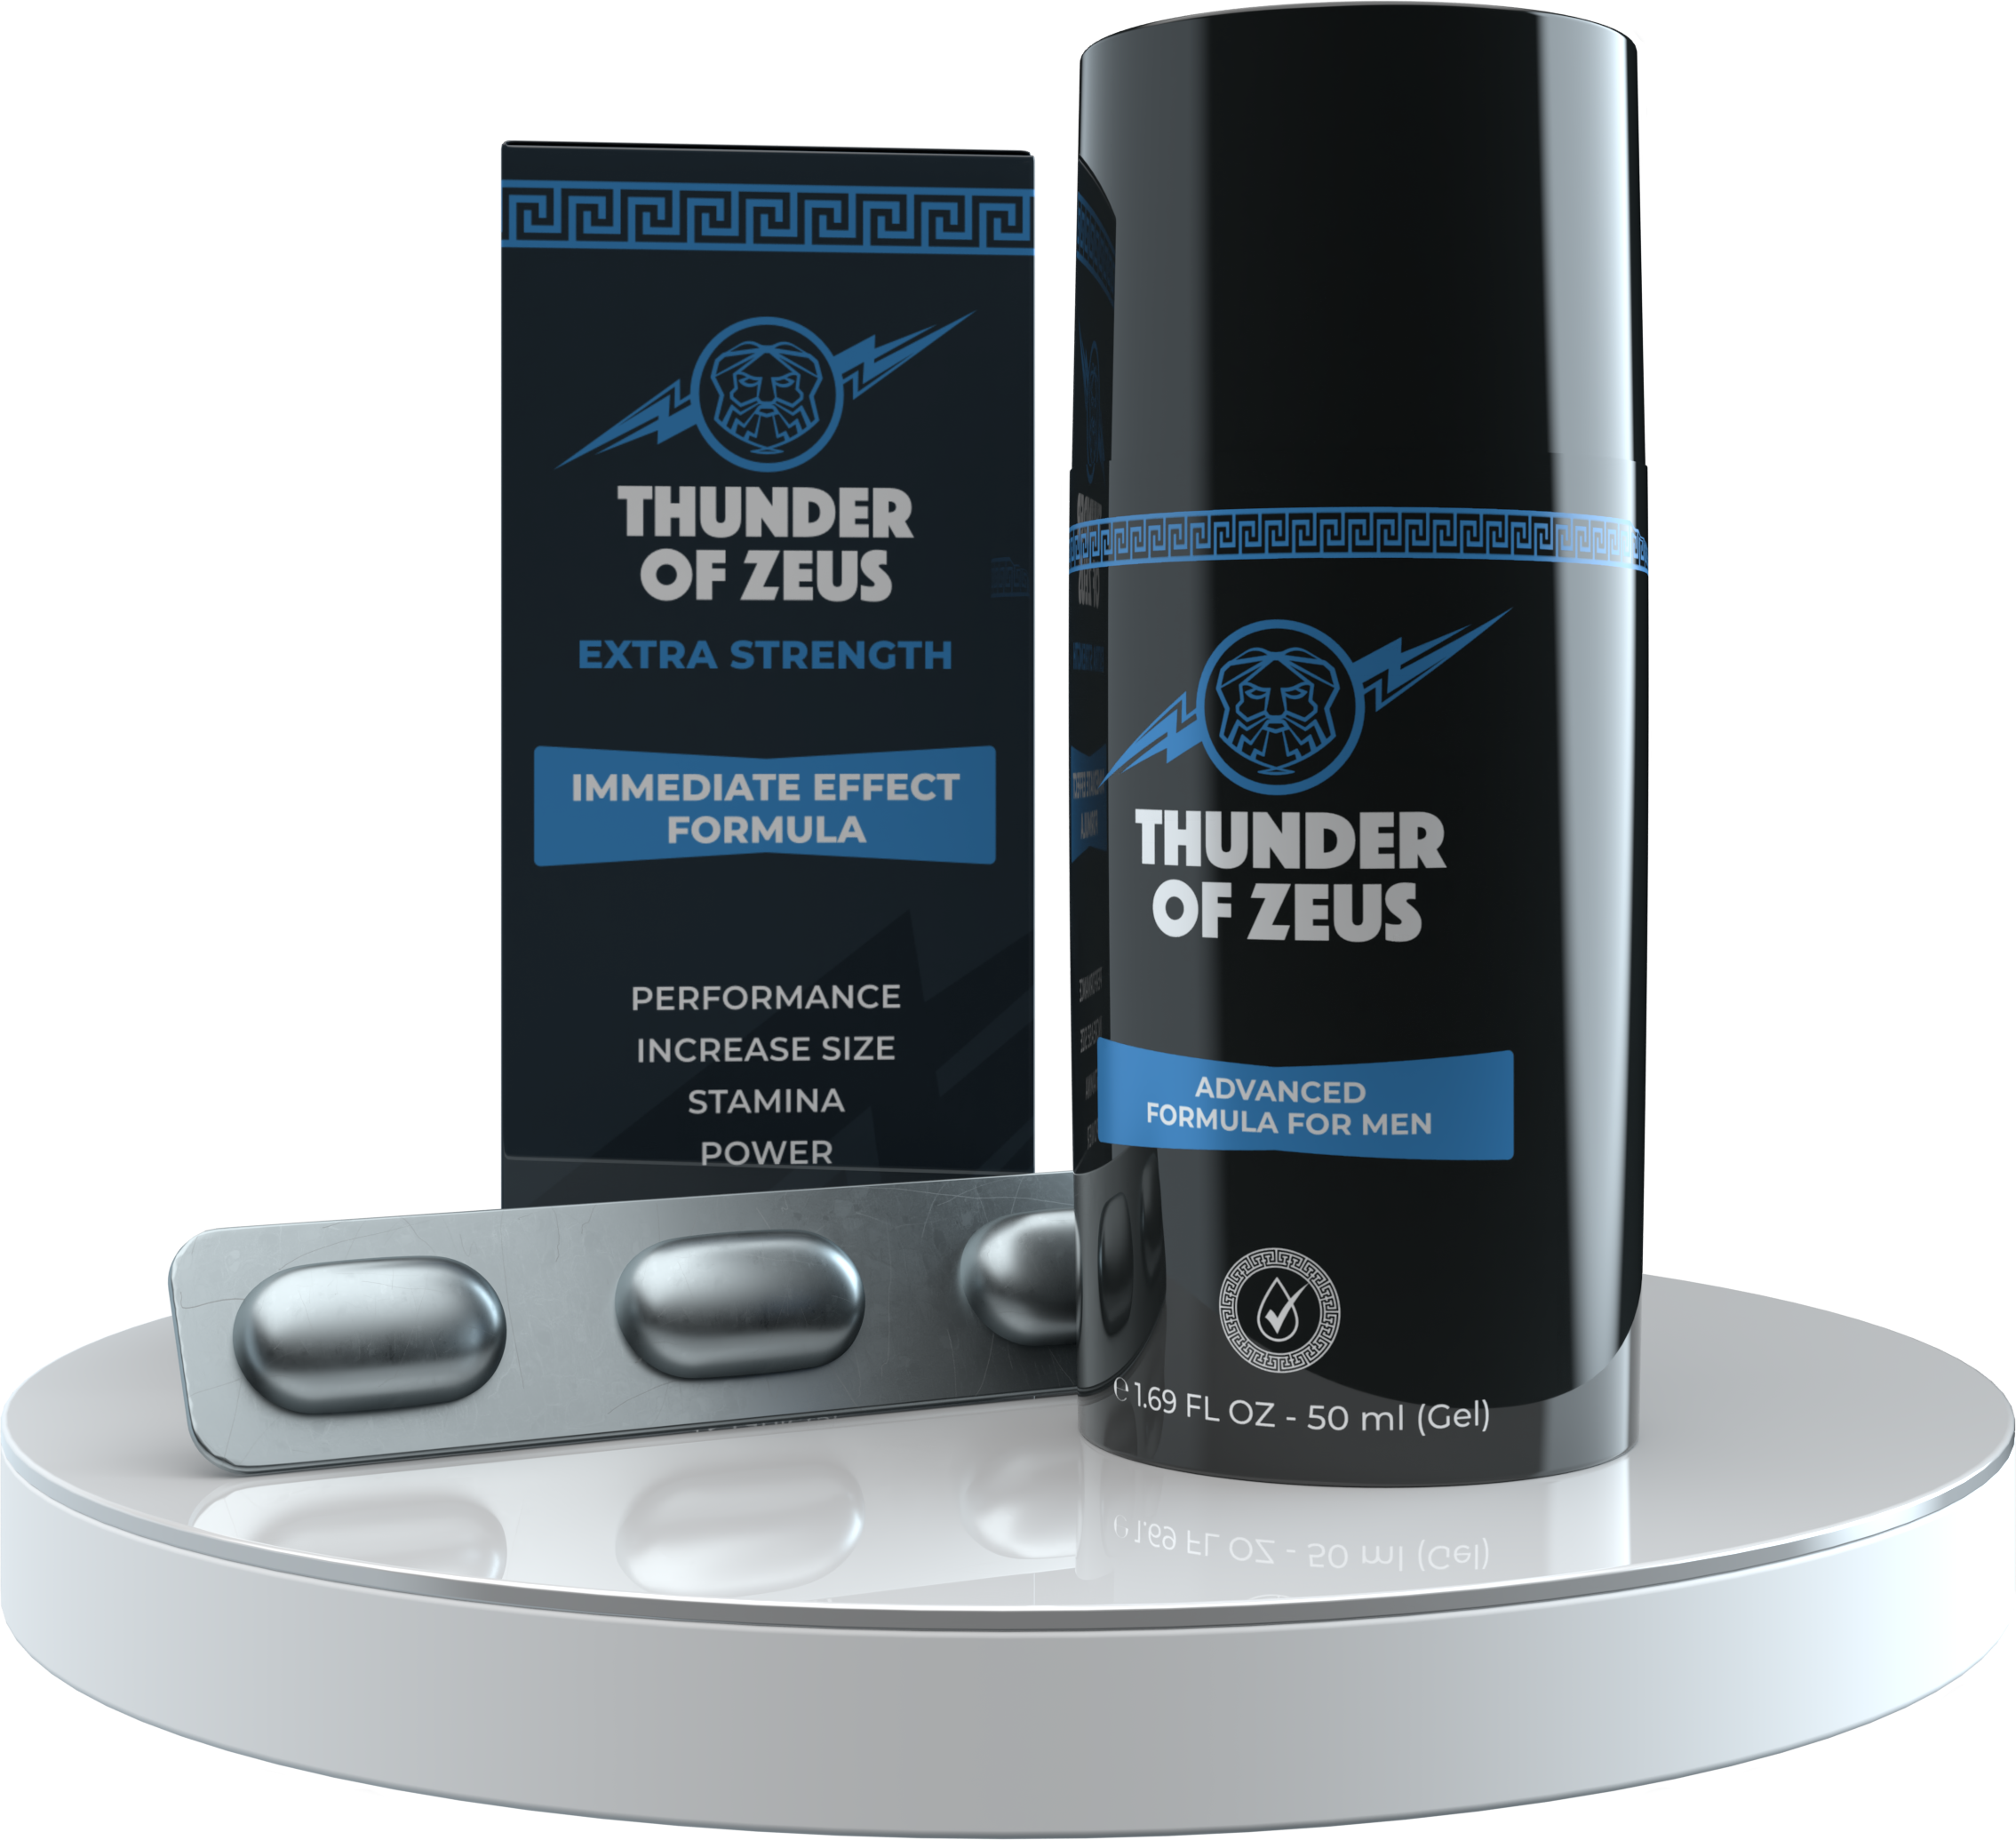 THUNDER
OF ZEUS
EXTRA STRENGTH
IMMEDIATE EFFECT
FORMULA
PERFORMANCE
INCREASE SIZE
STAMINA
POWER
THUNDER
OF ZEUS
ADVANCED
FORMULA FOR MEN
℮ 1.69 FL OZ - 50 ml (Gel)